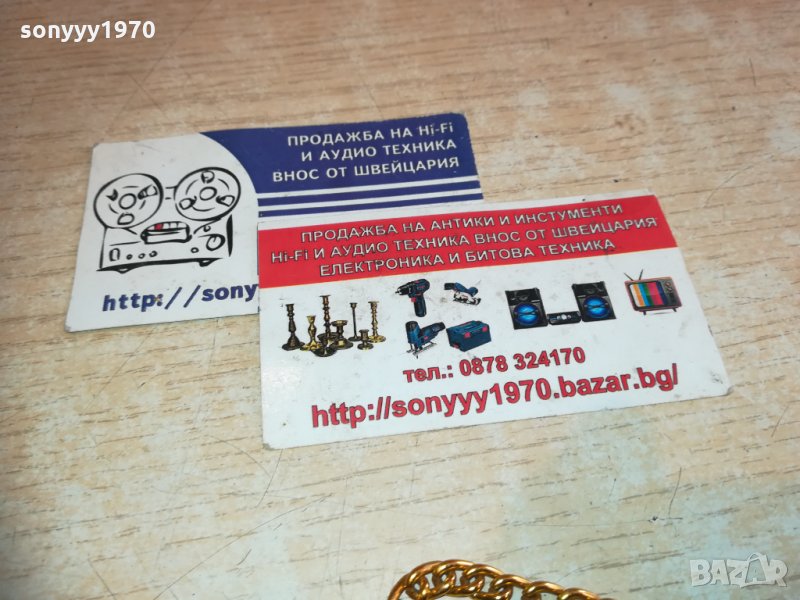 sonyyy1970
ПРОДАЖБА НА Hi-Fi
И АУДИО ТЕХНИКА
ВНОС ОТ ШВЕЙЦАРИЯ
http://sony
ПРОДАЖБА НА АНТИКИ И ИНСТУМЕНТИ
Hi-Fi И АУДИО ТЕХНИКА ВНОС ОТ ШВЕЙЦАРИЯ
ЕЛЕКТРОНИКА И БИТОВА ТЕХНИКА
тел.: 0878 324170
http://sonyyy1970.bazar.bg/
BAZAR